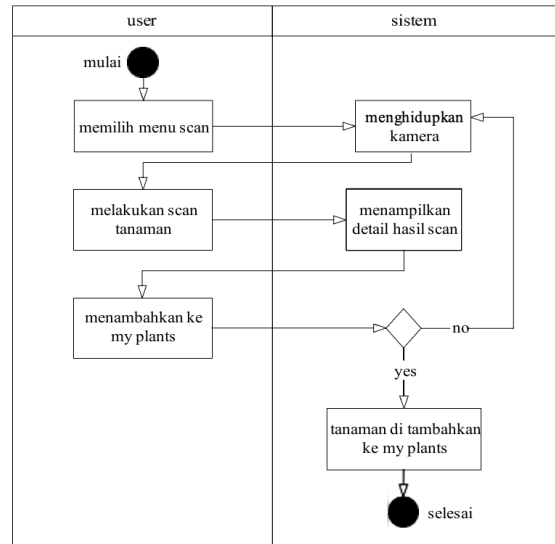 user
sistem
mulai
memilih menu scan
menghidupkan
kamera
melakukan scan
tanaman
menampilkan
detail hasil scan
menambahkan ke
my plants
no
yes
tanaman di tambahkan
ke my plants
selesai